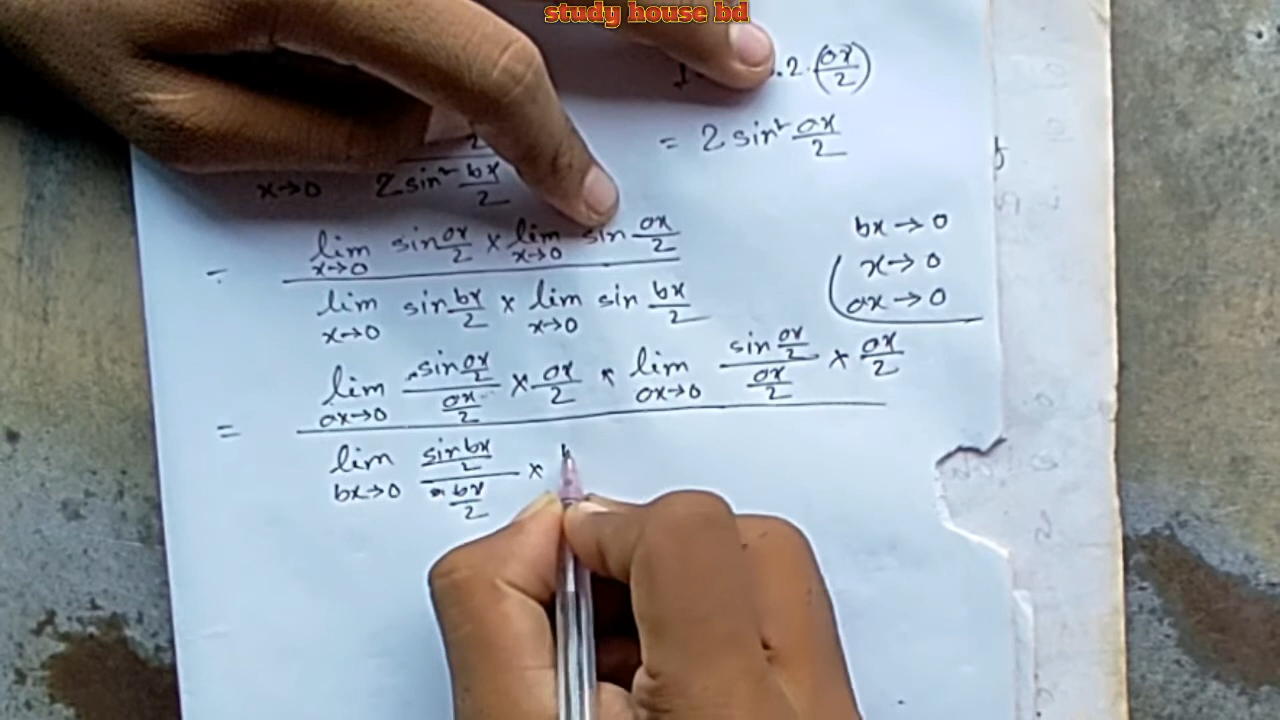 study house bd
.2.(ax/2)
= 2 sin² ax/2
x→0 2 sin² bx/2
= lim x→0 sin ax/2 × lim x→0 sin ax/2
lim x→0 sin bx/2 × lim x→0 sin bx/2
bx→0
x→0
ax→0
= lim ax→0 sin ax/2 / ax/2 × ax/2 × lim ax→0 sin ax/2 / ax/2 × ax/2
lim bx→0 sin bx/2 / bx/2 ×